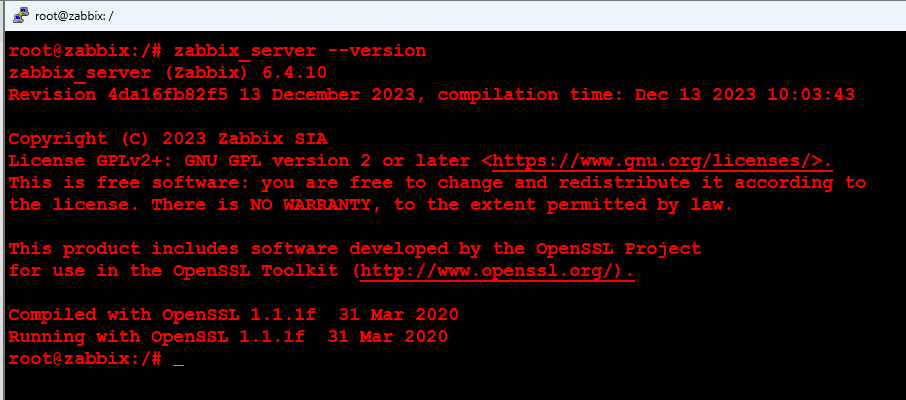 root@zabbix: /
root@zabbix:/# zabbix_server --version
zabbix_server (Zabbix) 6.4.10
Revision 4da16fb82f5 13 December 2023, compilation time: Dec 13 2023 10:03:43
Copyright (C) 2023 Zabbix SIA
License GPLv2+: GNU GPL version 2 or later <https://www.gnu.org/licenses/>.
This is free software: you are free to change and redistribute it according to
the license. There is NO WARRANTY, to the extent permitted by law.
This product includes software developed by the OpenSSL Project
for use in the OpenSSL Toolkit (http://www.openssl.org/).
Compiled with OpenSSL 1.1.1f  31 Mar 2020
Running with OpenSSL 1.1.1f  31 Mar 2020
root@zabbix:/# _